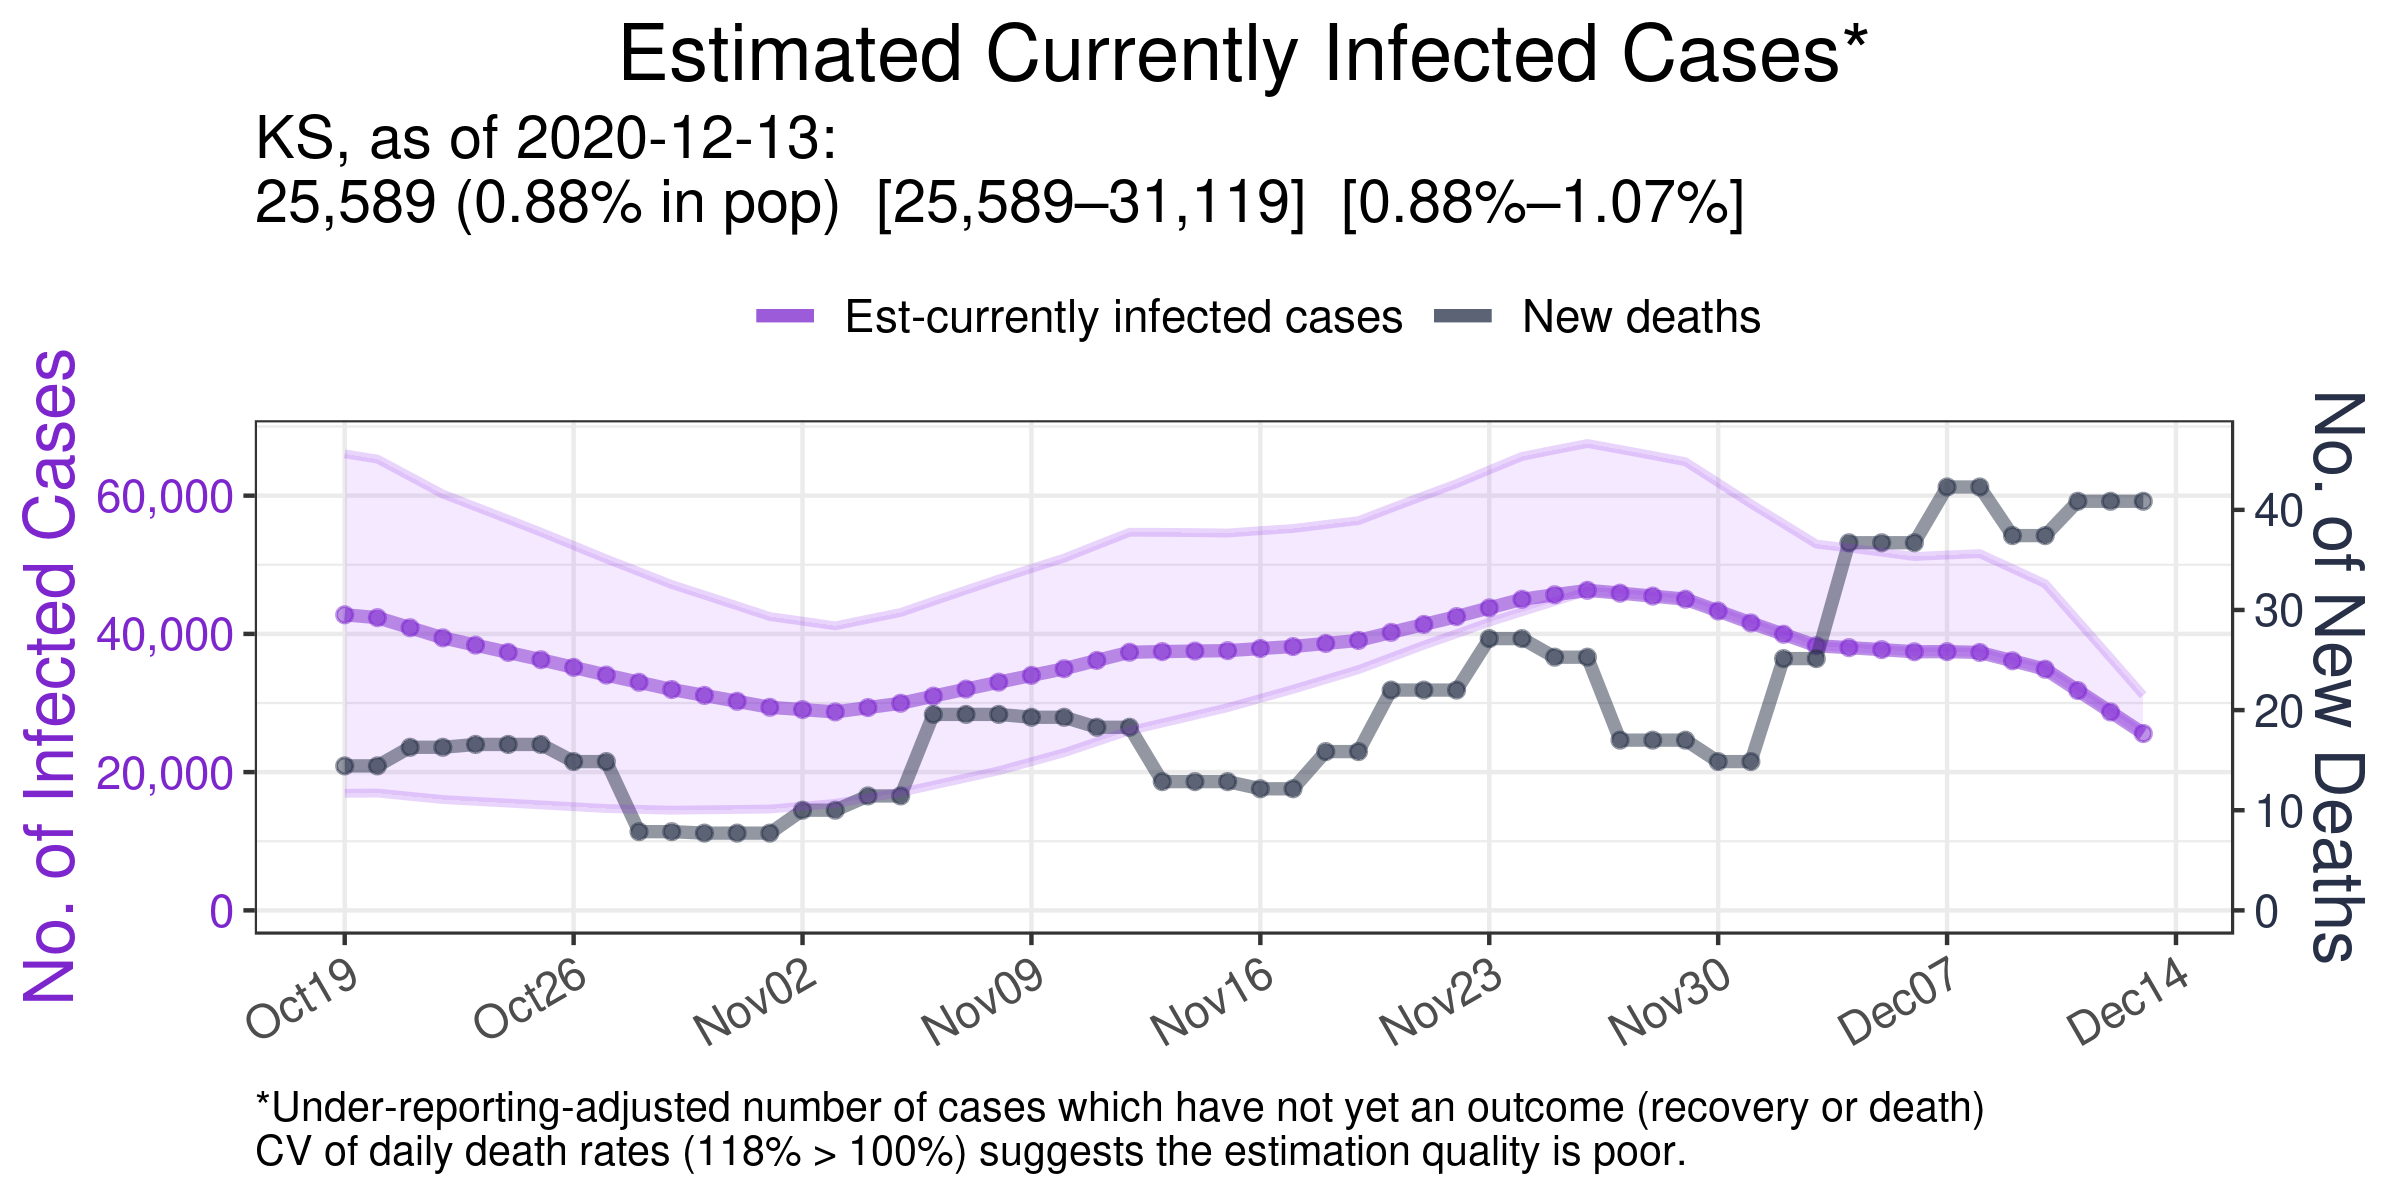 Estimated Currently Infected Cases*
KS, as of 2020-12-13:
25,589 (0.88% in pop)  [25,589–31,119]  [0.88%–1.07%]
Est-currently infected cases
New deaths
No. of Infected Cases
60,000
40,000
20,000
0
No. of New Deaths
40
30
20
10
0
Oct19
Oct26
Nov02
Nov09
Nov16
Nov23
Nov30
Dec07
Dec14
*Under-reporting-adjusted number of cases which have not yet an outcome (recovery or death)
CV of daily death rates (118% > 100%) suggests the estimation quality is poor.